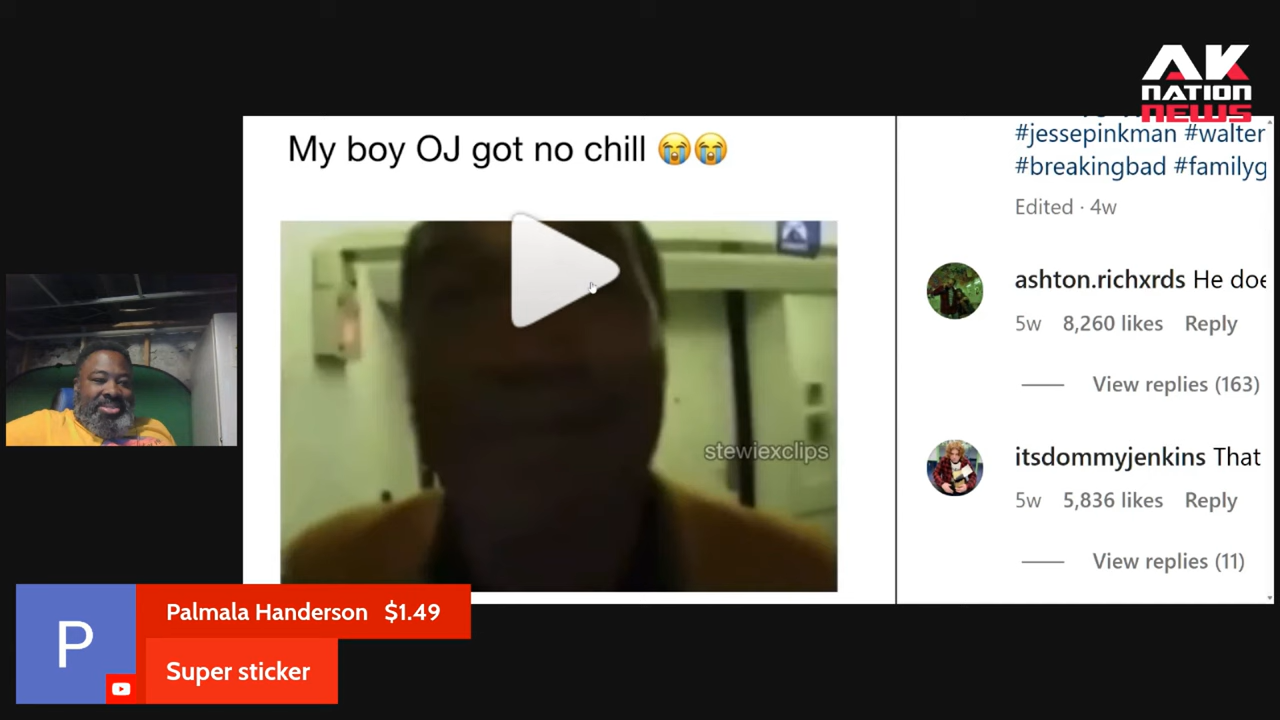 AK
NATION
NEWS
My boy OJ got no chill 😭😭
stewiexclips
#jessepinkman #walter
#breakingbad #familyg
Edited · 4w
ashton.richxrds He doe
5w 8,260 likes Reply
View replies (163)
itsdommyjenkins That
5w 5,836 likes Reply
View replies (11)
P
Palmala Handerson $1.49
Super sticker